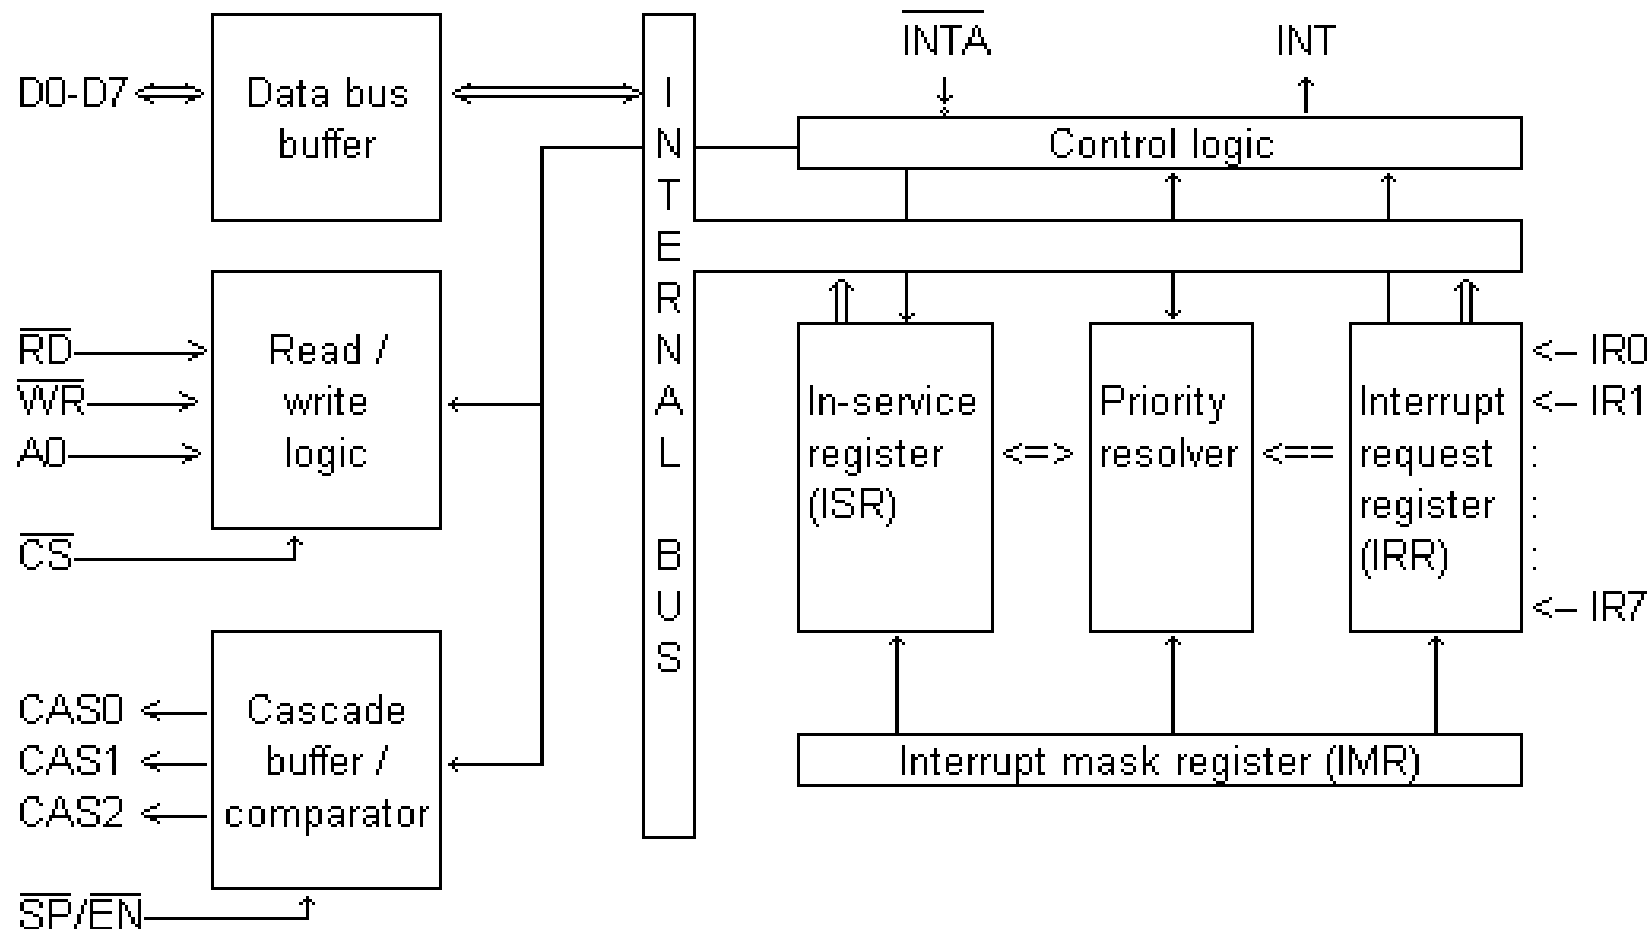 INTA
INT
D0-D7
Data bus
buffer
INTERNAL BUS
Control logic
RD
WR
A0
CS
Read /
write
logic
In-service
register
(ISR)
<=>
Priority
resolver
<==
Interrupt
request
register
(IRR)
<– IR0
<– IR1
:
:
:
<– IR7
CAS0
CAS1
CAS2
Cascade
buffer /
comparator
SP/EN
Interrupt mask register (IMR)